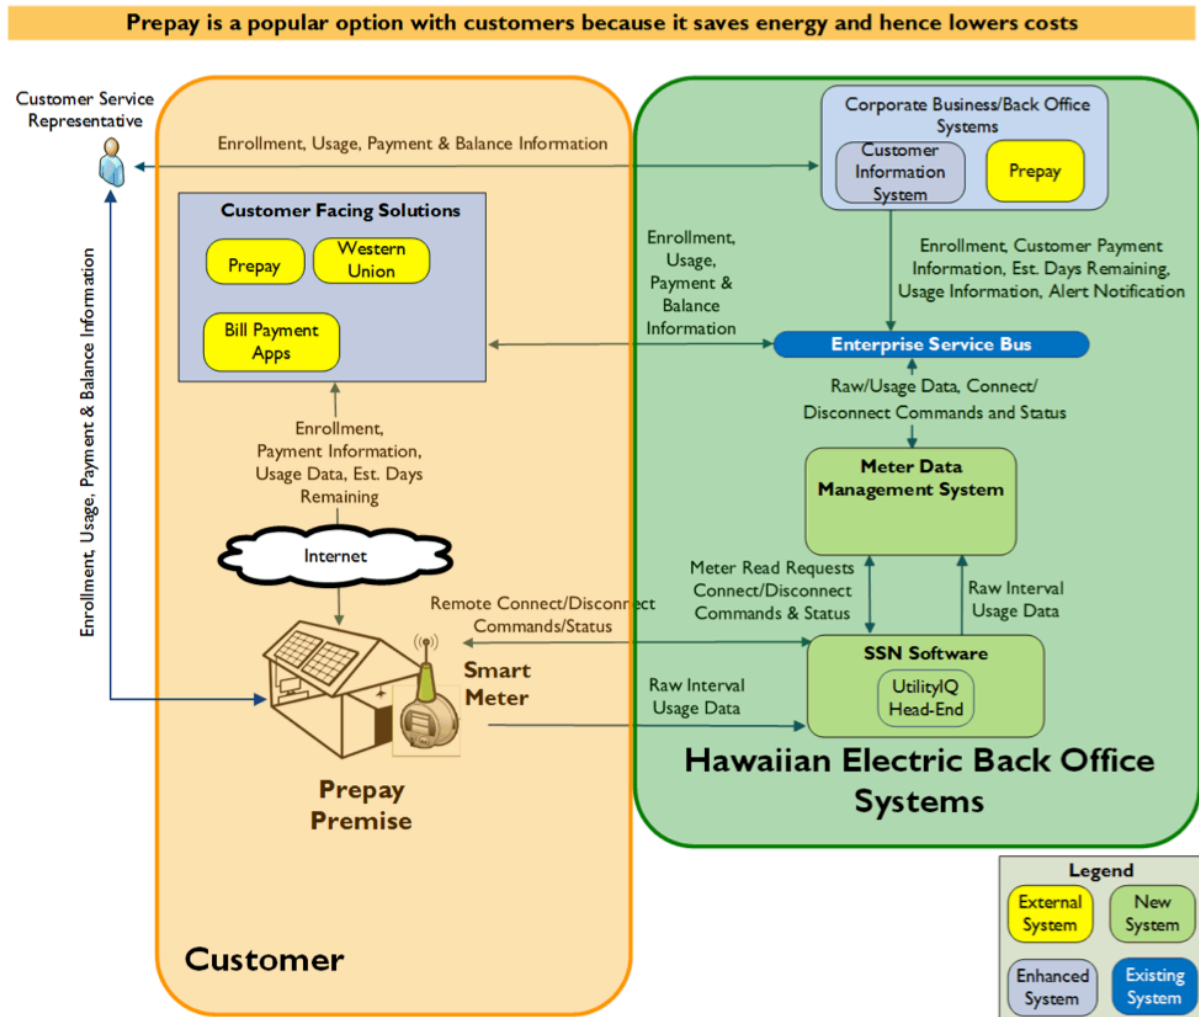 Prepay is a popular option with customers because it saves energy and hence lowers costs
Customer Service
Representative
Enrollment, Usage, Payment & Balance Information
Corporate Business/Back Office
Systems
Customer
Information
System
Prepay
Customer Facing Solutions
Prepay
Western
Union
Bill Payment
Apps
Enrollment,
Usage,
Payment &
Balance
Information
Enrollment, Customer Payment
Information, Est. Days Remaining,
Usage Information, Alert Notification
Enterprise Service Bus
Enrollment, Usage, Payment & Balance Information
Raw/Usage Data, Connect/
Disconnect Commands and Status
Enrollment,
Payment Information,
Usage Data, Est. Days
Remaining
Meter Data
Management System
Internet
Meter Read Requests
Connect/Disconnect
Commands & Status
Raw Interval
Usage Data
Remote Connect/Disconnect
Commands/Status
SSN Software
UtilityIQ
Head-End
Smart
Meter
Raw Interval
Usage Data
Prepay
Premise
Hawaiian Electric Back Office
Systems
Customer
Legend
External
System
New
System
Enhanced
System
Existing
System